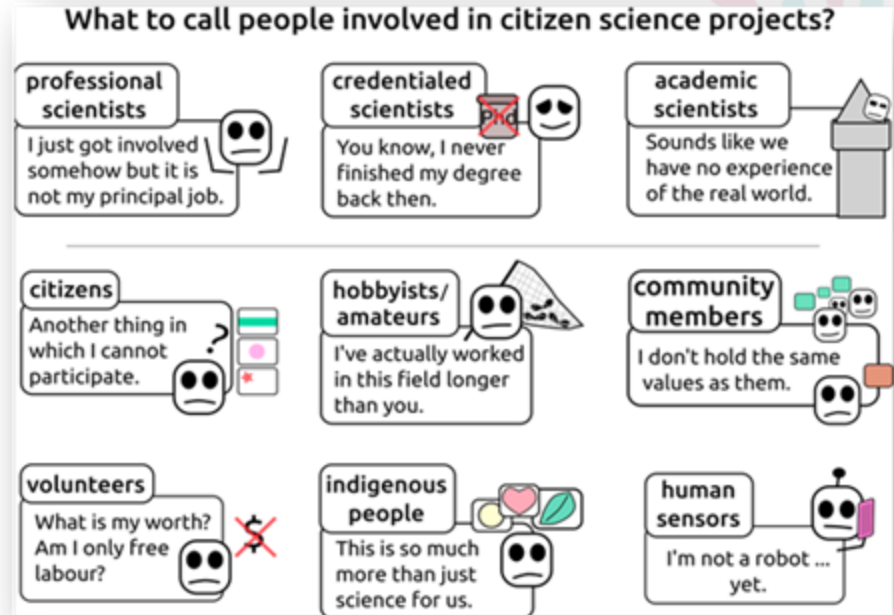 What to call people involved in citizen science projects?
professional
scientists
I just got involved
somehow but it is
not my principal job.
credentialed
scientists
PHd
You know, I never
finished my degree
back then.
academic
scientists
Sounds like we
have no experience
of the real world.
citizens
Another thing in
which I cannot
participate.
?
hobbyists/
amateurs
I've actually worked
in this field longer
than you.
community
members
I don't hold the same
values as them.
volunteers
What is my worth?
Am I only free
labour?
$
indigenous
people
This is so much
more than just
science for us.
human
sensors
I'm not a robot ...
yet.